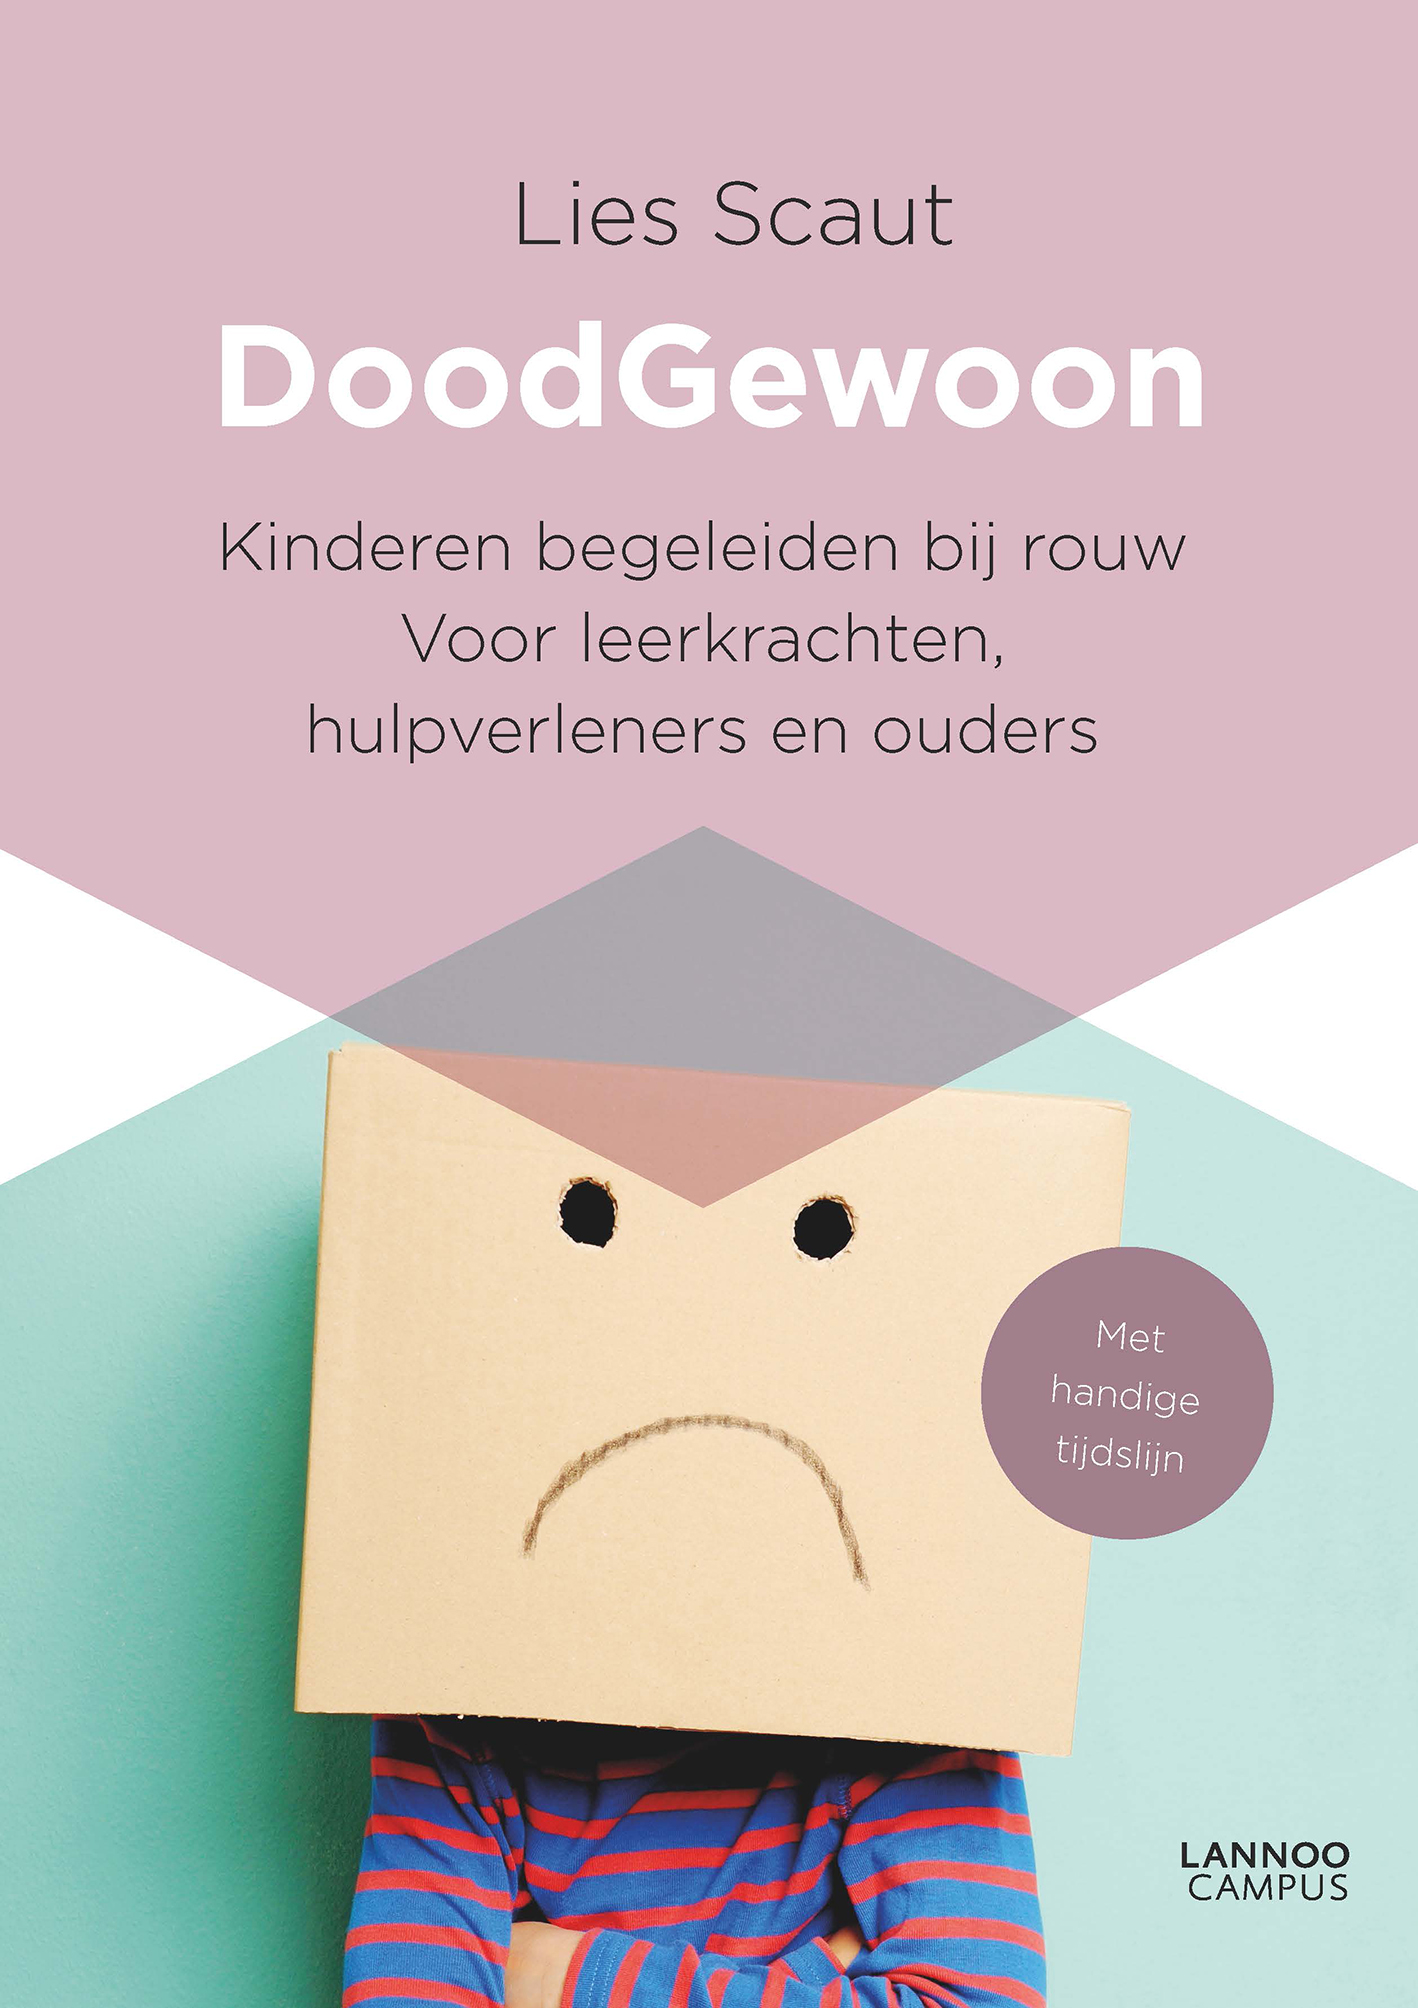 Lies Scaut
DoodGewoon
Kinderen begeleiden bij rouw
Voor leerkrachten,
hulpverleners en ouders
Met
handige
tijdslijn
LANNOO
CAMPUS